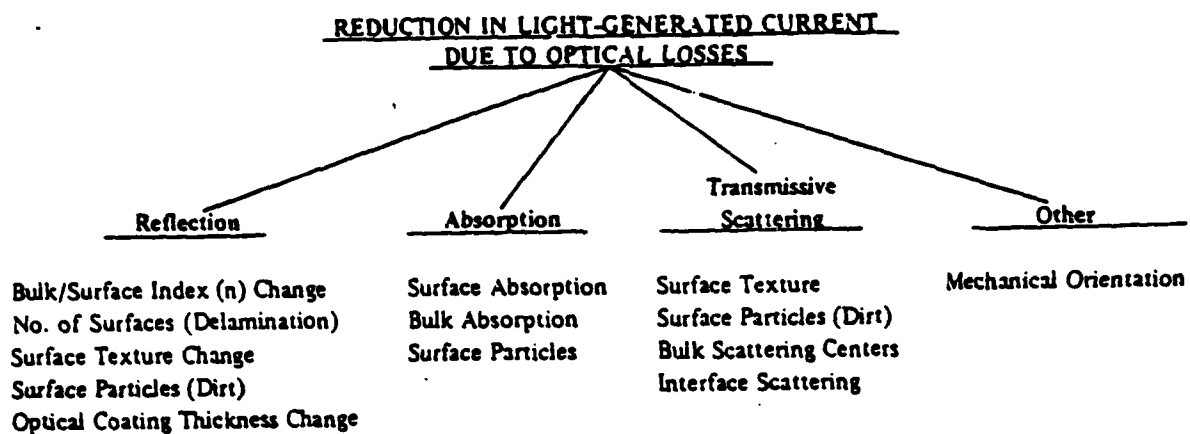 REDUCTION IN LIGHT-GENERATED CURRENT
DUE TO OPTICAL LOSSES
Reflection
Bulk/Surface Index (n) Change
No. of Surfaces (Delamination)
Surface Texture Change
Surface Particles (Dirt)
Optical Coating Thickness Change
Absorption
Surface Absorption
Bulk Absorption
Surface Particles
Transmissive
Scattering
Surface Texture
Surface Particles (Dirt)
Bulk Scattering Centers
Interface Scattering
Other
Mechanical Orientation